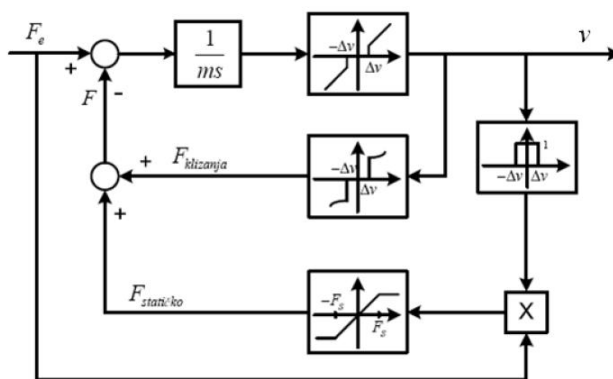 F_e
+
−
F
1
ms
−Δv
Δv
v
+
F_klizanja
−Δv
Δv
1
−Δv Δv
+
F_statičko
−F_s
F_s
X